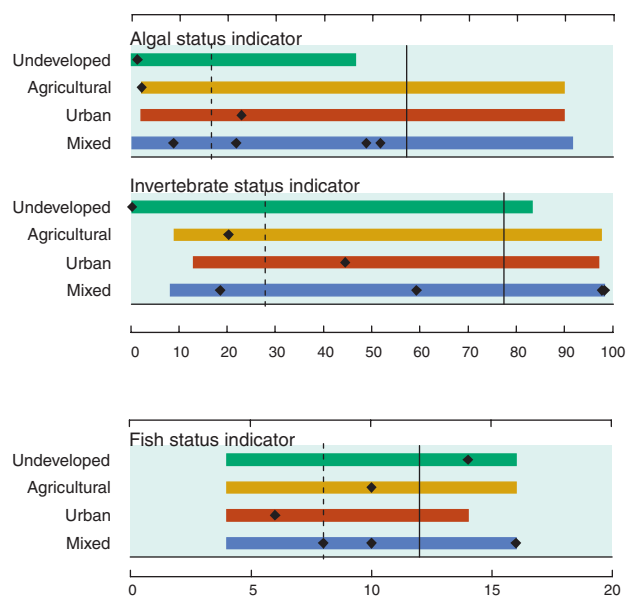 Algal status indicator
Undeveloped
Agricultural
Urban
Mixed
Invertebrate status indicator
Undeveloped
Agricultural
Urban
Mixed
0 10 20 30 40 50 60 70 80 90 100
Fish status indicator
Undeveloped
Agricultural
Urban
Mixed
0 5 10 15 20